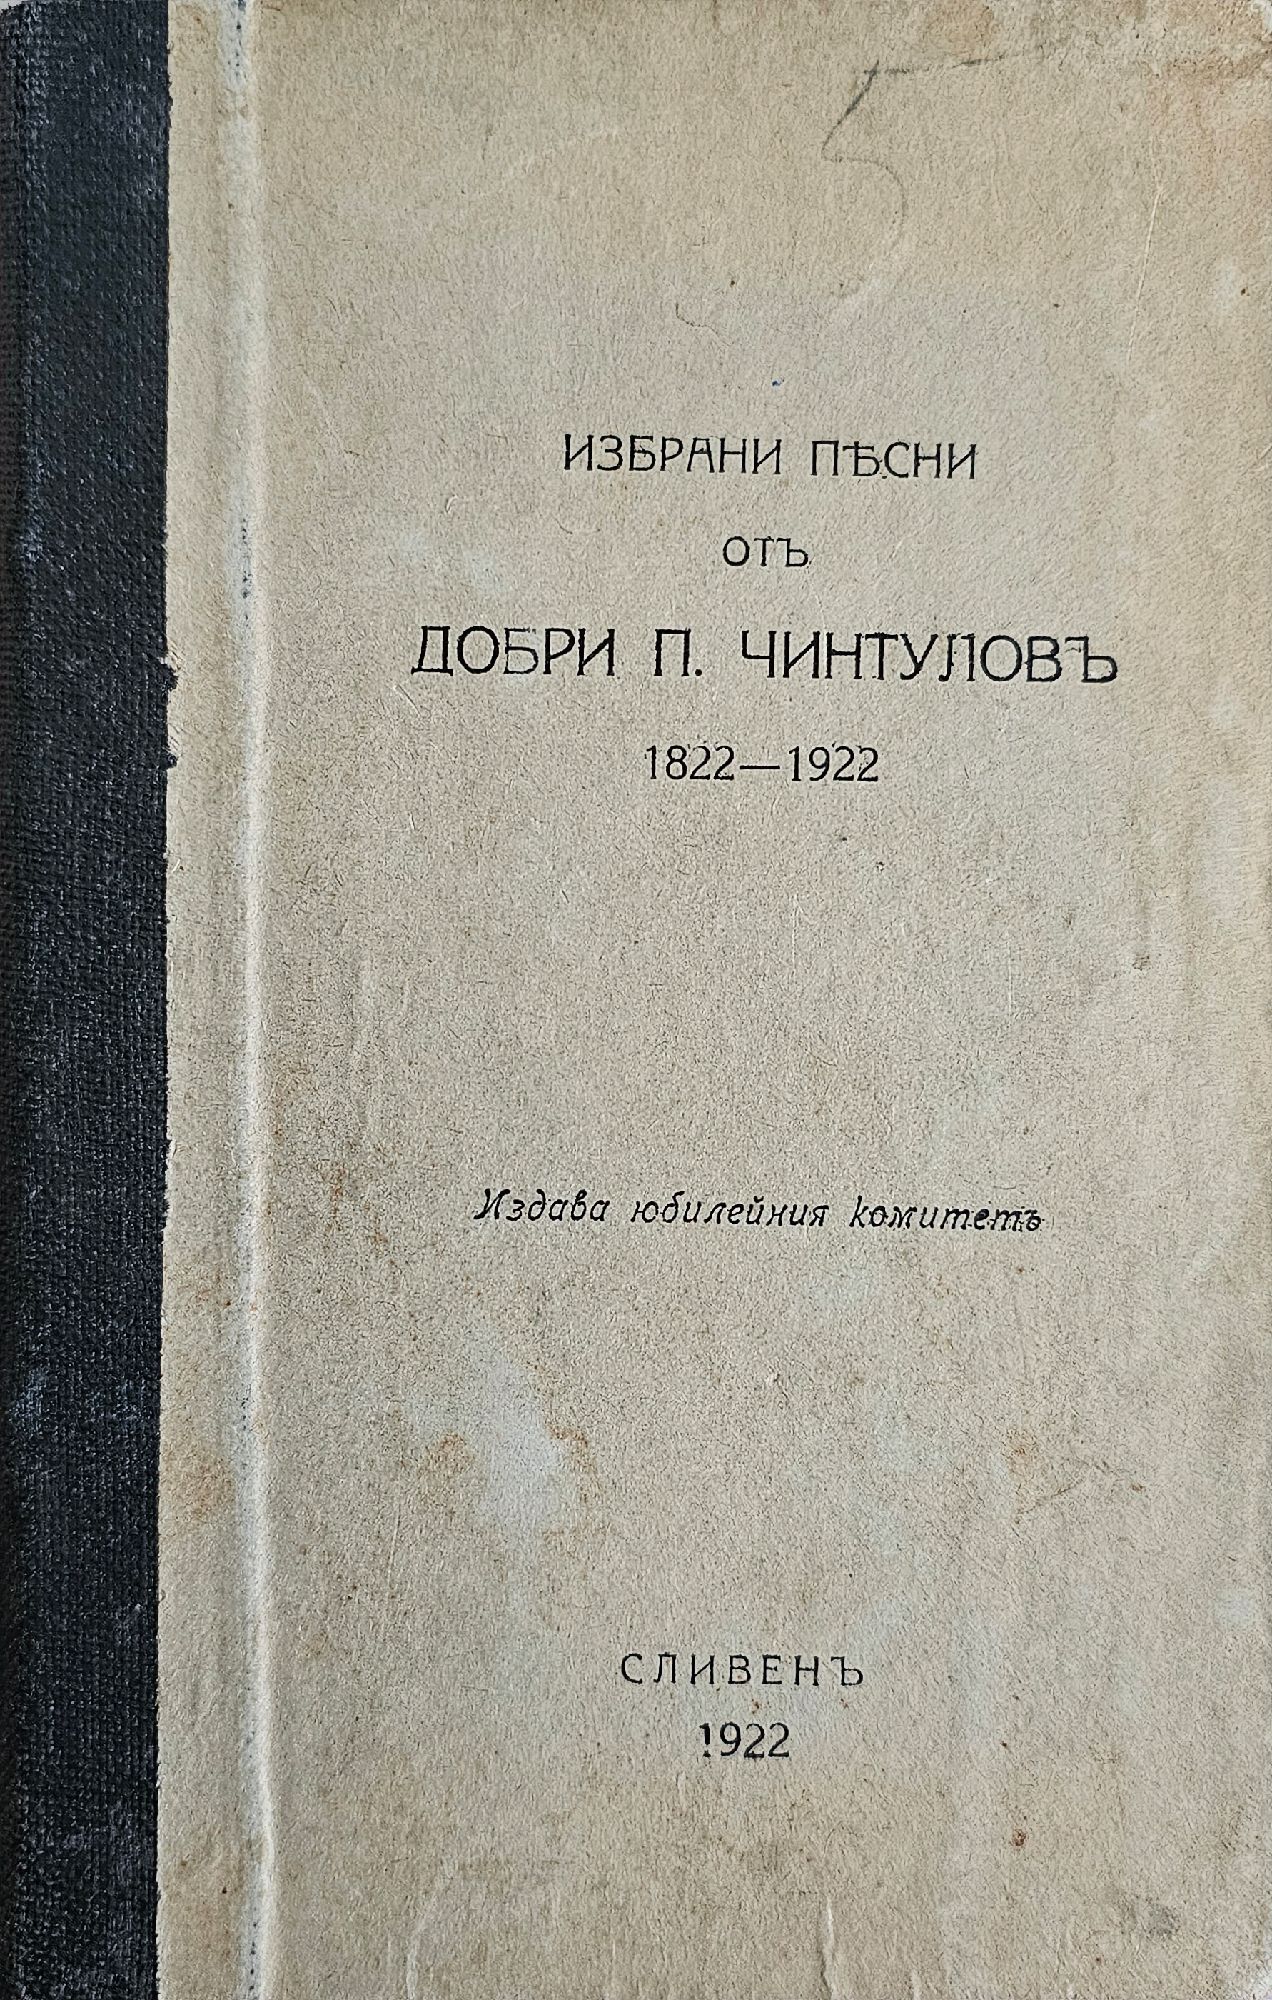 ИЗБРАНИ ПѢСНИ
ОТЪ
ДОБРИ П. ЧИНТУЛОВЪ
1822—1922
Издава юбилейния комитетъ
СЛИВЕНЪ
1922